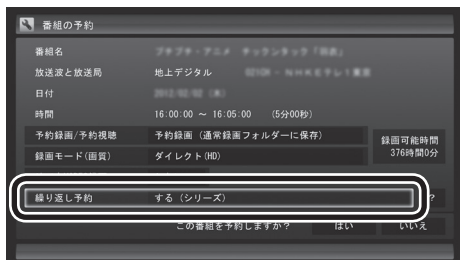 番組の予約
番組名
放送波と放送局 地上デジタル
日付
時間 16:00:00 ～ 16:05:00 (5分00秒)
予約録画/予約視聴 予約録画（通常録画フォルダーに保存）
録画可能時間
376時間0分
録画モード(画質) ダイレクト(HD)
繰り返し予約 する（シリーズ）
?
この番組を予約しますか？ はい いいえ